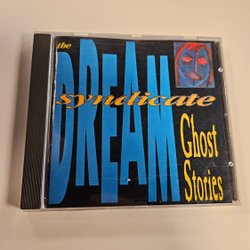 the
DREAM
syndicate
Ghost
Stories